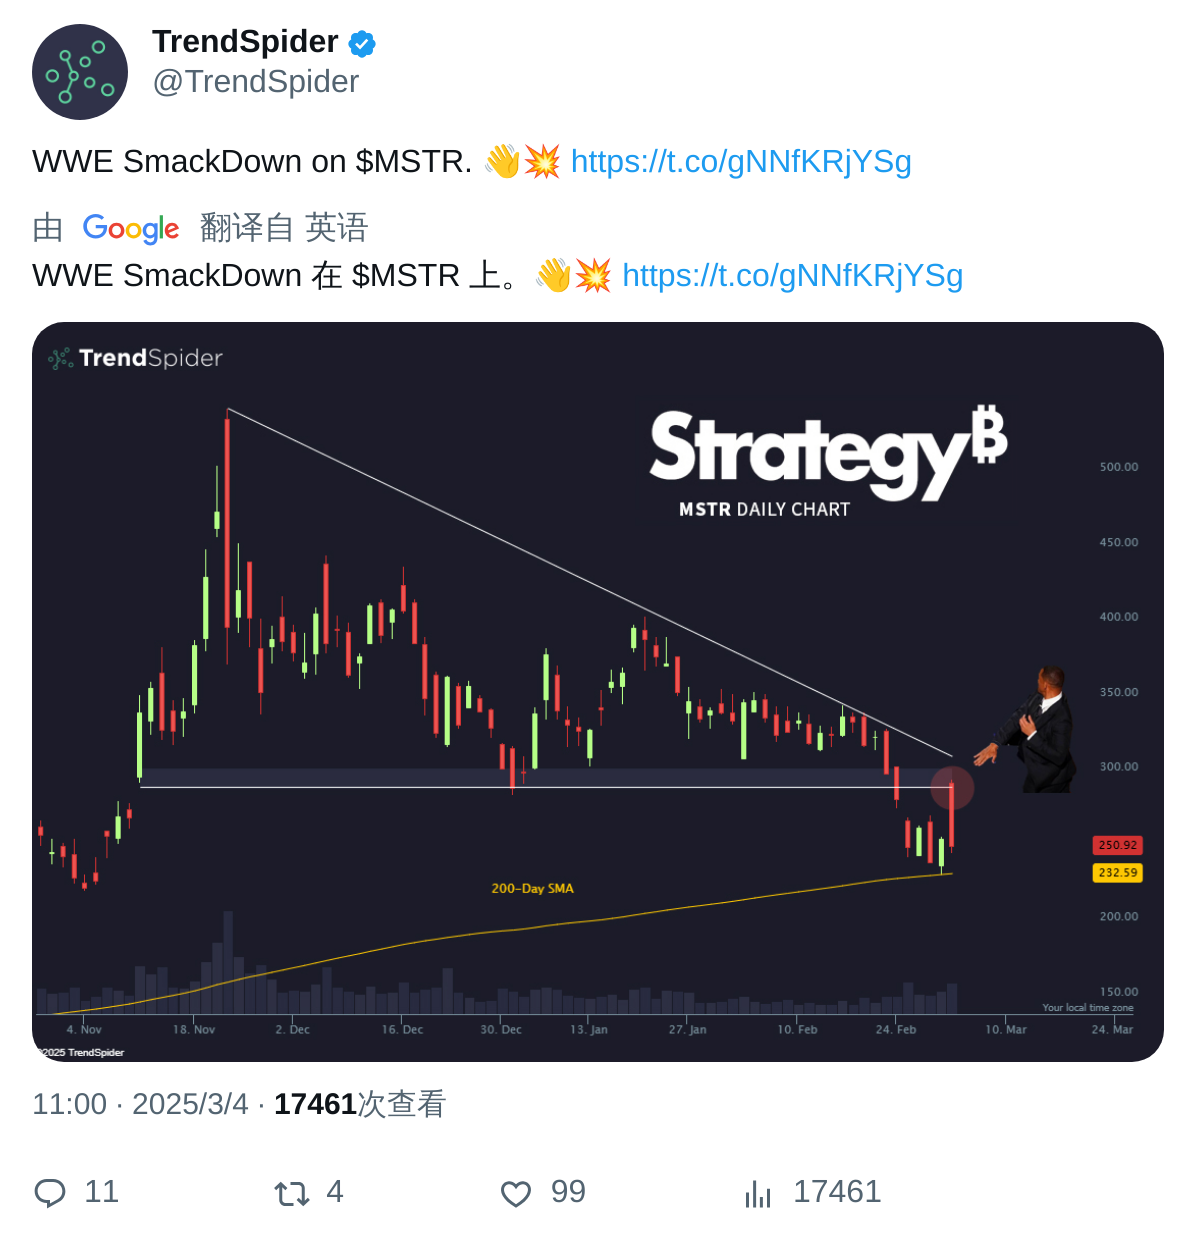 TrendSpider
@TrendSpider
WWE SmackDown on $MSTR. 👋💥 https://t.co/gNNfKRjYSg
由 Google 翻译自 英语
WWE SmackDown 在 $MSTR 上。👋💥 https://t.co/gNNfKRjYSg
TrendSpider
Strategy₿
MSTR DAILY CHART
500.00
450.00
400.00
350.00
300.00
250.92
232.59
200-Day SMA
200.00
150.00
Your local time zone
4. Nov 18. Nov 2. Dec 16. Dec 30. Dec 13. Jan 27. Jan 10. Feb 24. Feb 10. Mar 24. Mar
©2025 TrendSpider
11:00 · 2025/3/4 · 17461次查看
11 4 99 17461